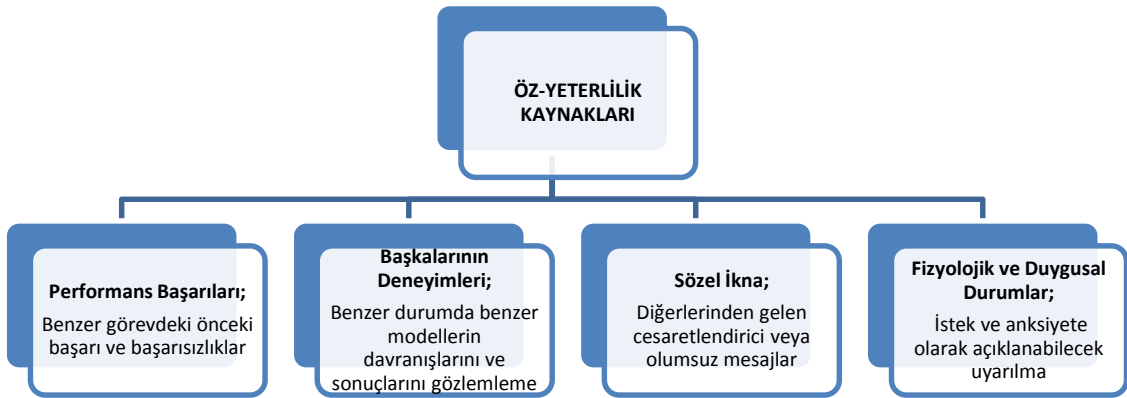 ÖZ-YETERLİLİK
KAYNAKLARI
Performans Başarıları;
Benzer görevdeki önceki
başarı ve başarısızlıklar
Başkalarının
Deneyimleri;
Benzer durumda benzer
modellerin
davranışlarını ve
sonuçlarını gözlemleme
Sözel İkna;
Diğerlerinden gelen
cesaretlendirici veya
olumsuz mesajlar
Fizyolojik ve Duygusal
Durumlar;
İstek ve anksiyete
olarak açıklanabilecek
uyarılma